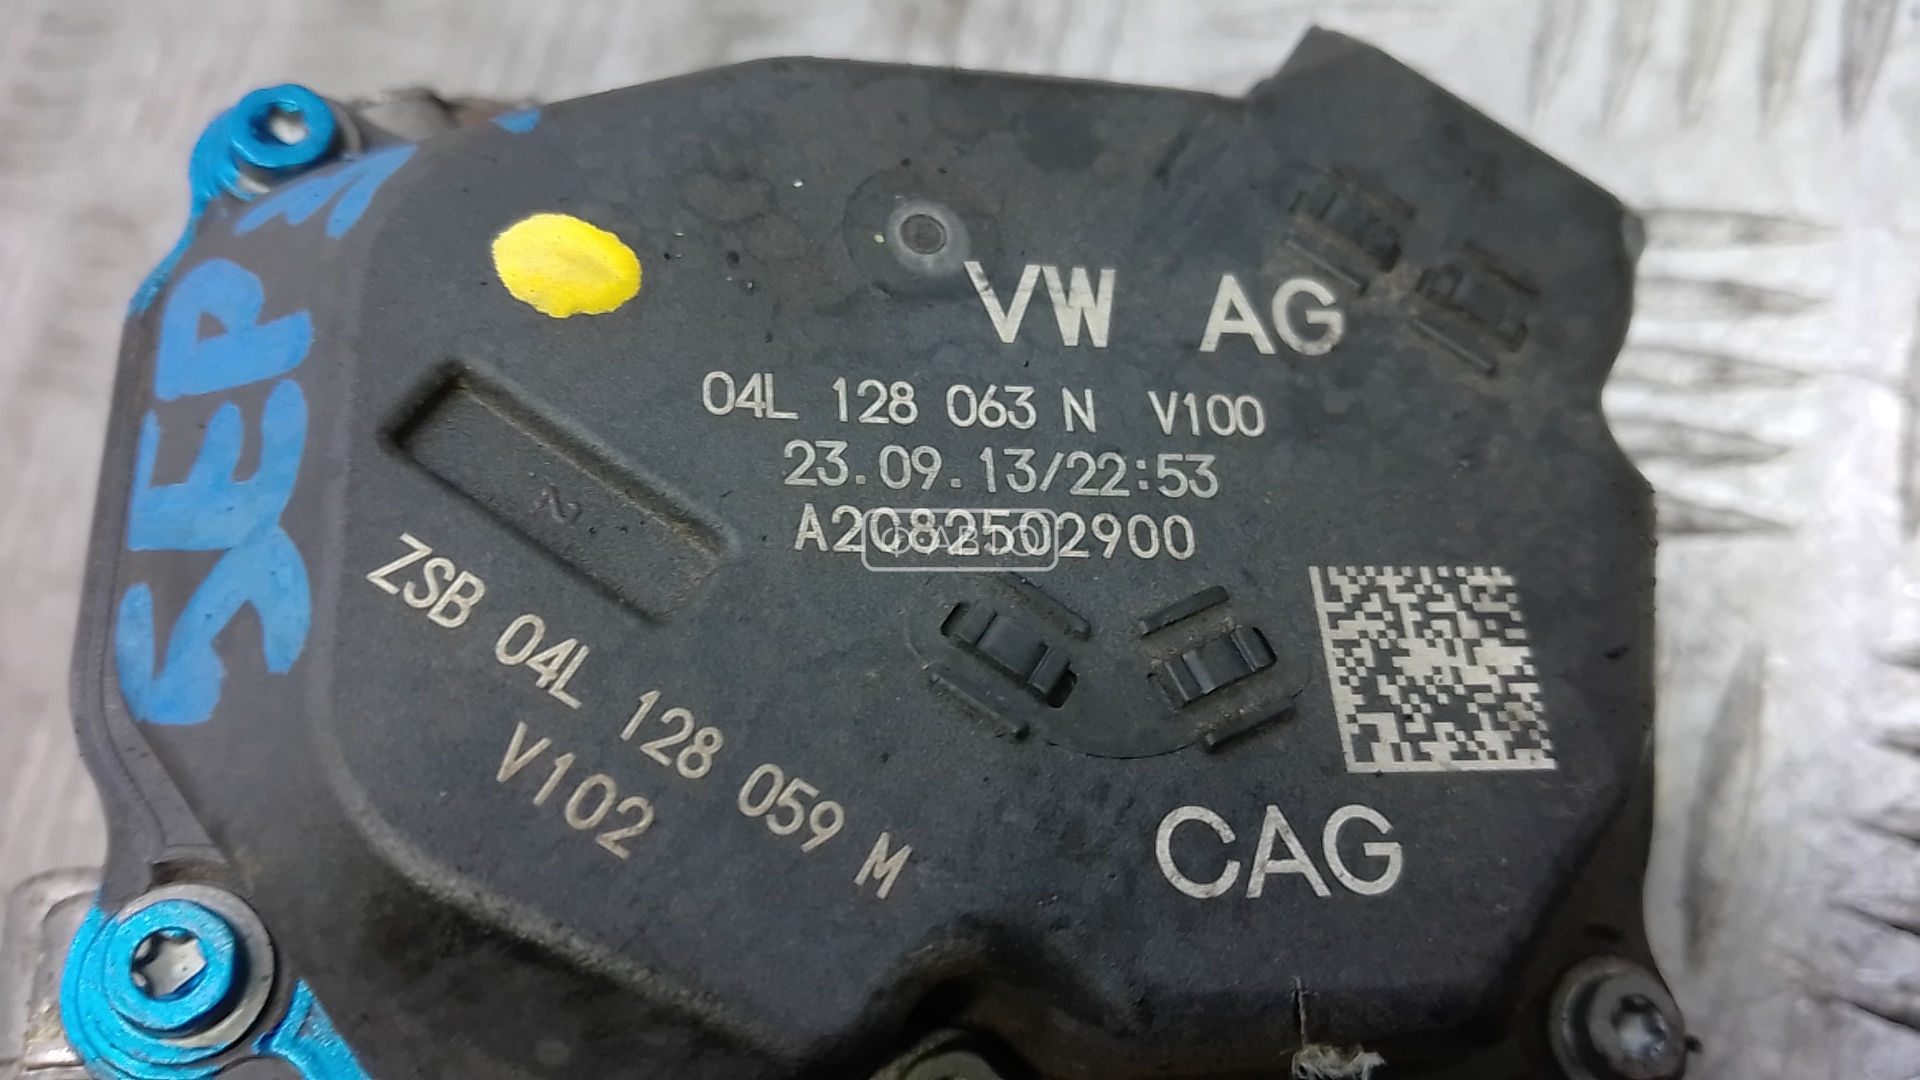 SEP
VW AG
04L 128 063 N V100
23.09.13/22:53
A2C82502900
ZSB 04L 128 059 M
V102
CAG